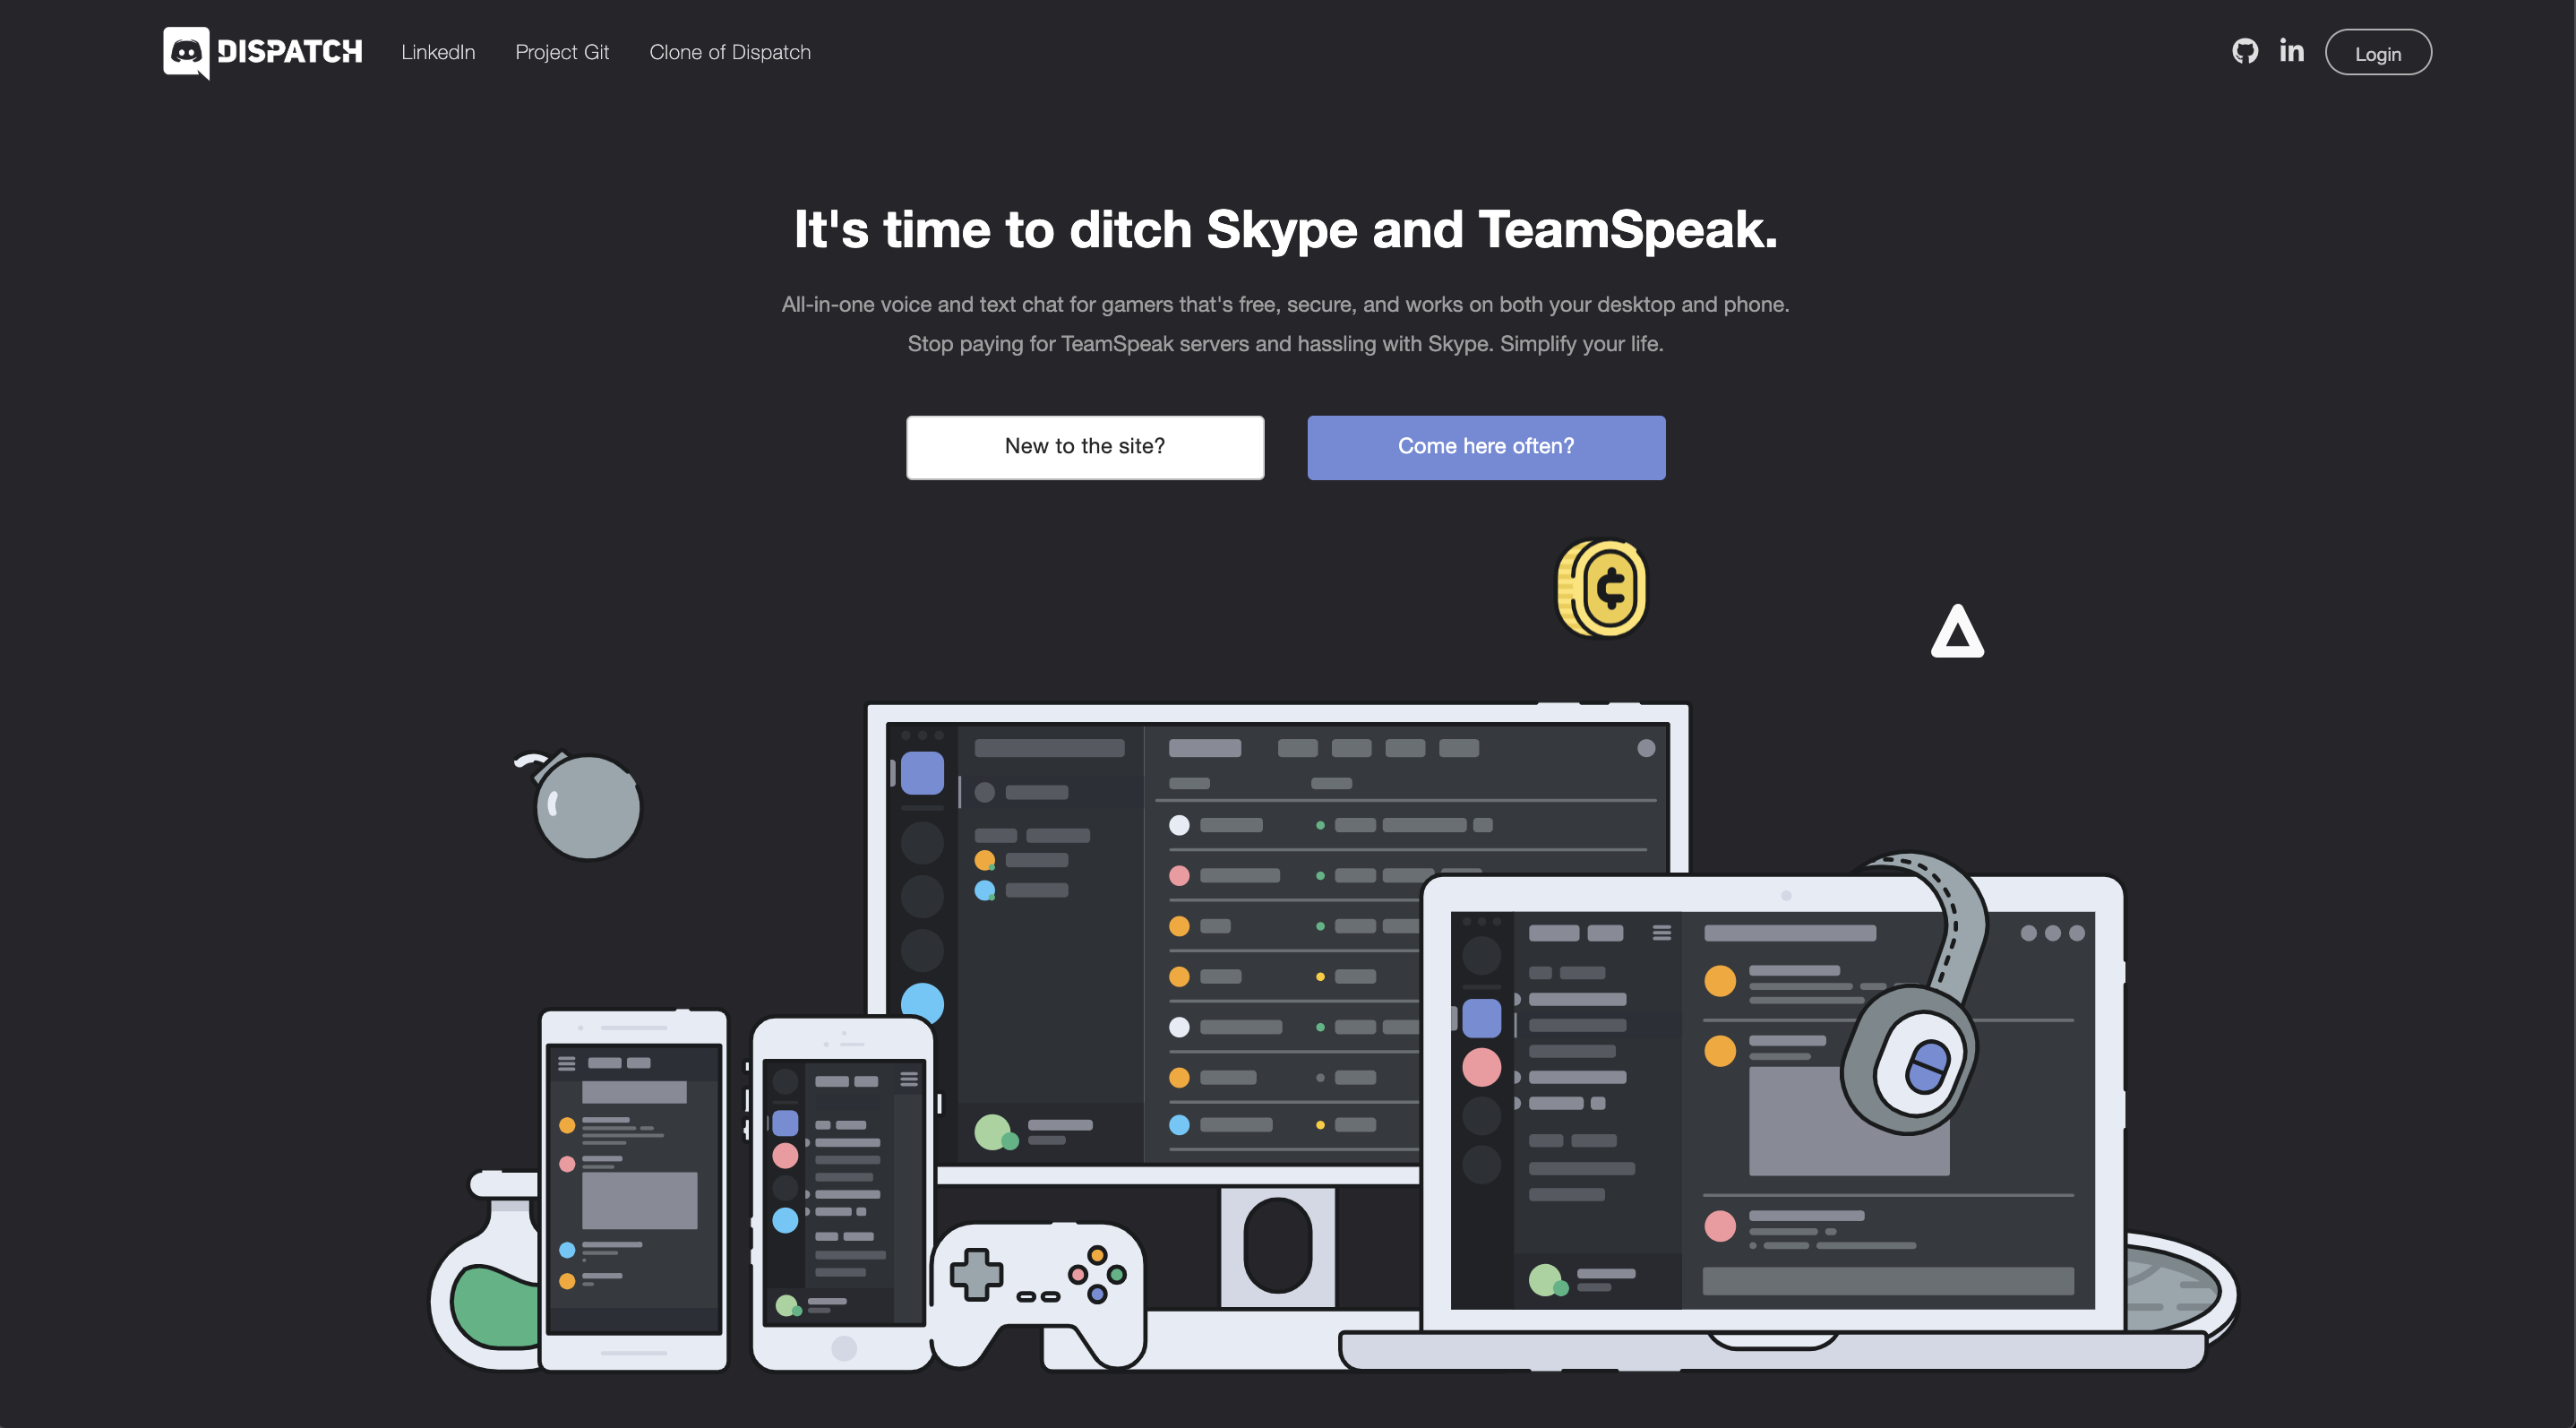 DISPATCH
LinkedIn
Project Git
Clone of Dispatch
Login
It's time to ditch Skype and TeamSpeak.
All-in-one voice and text chat for gamers that's free, secure, and works on both your desktop and phone.
Stop paying for TeamSpeak servers and hassling with Skype. Simplify your life.
New to the site?
Come here often?